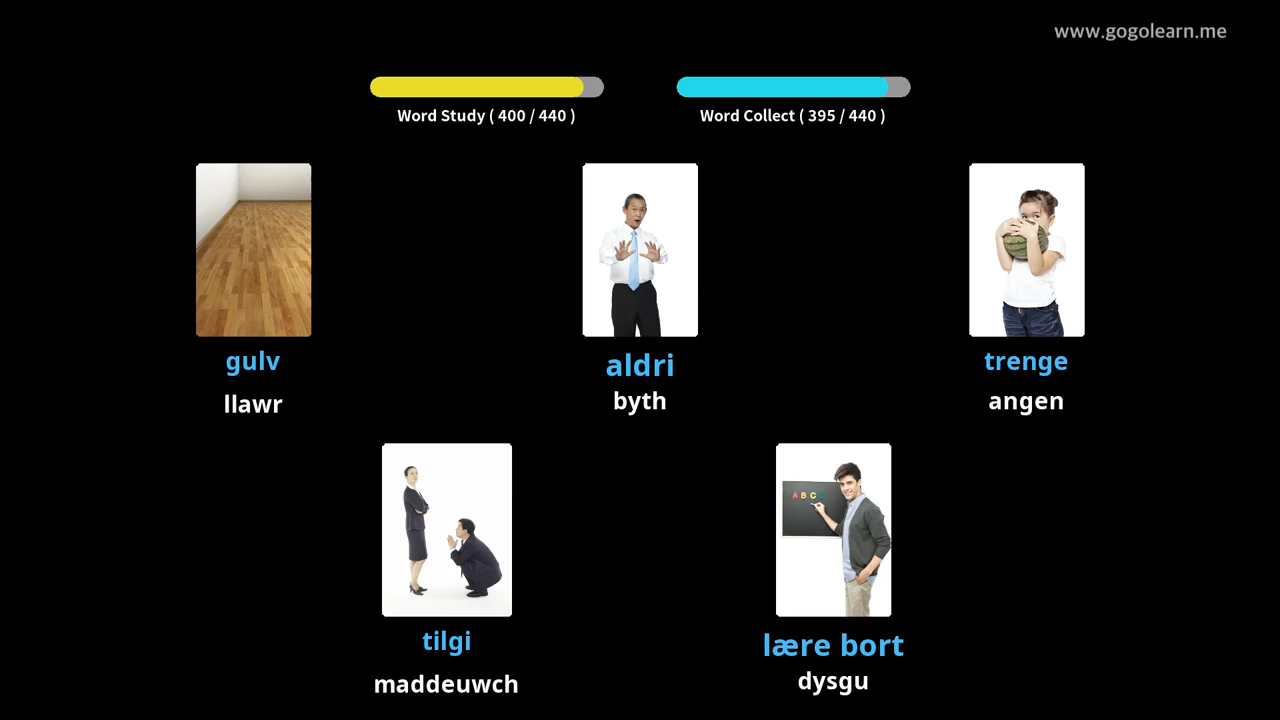 www.gogolearn.me
Word Study ( 400 / 440 )
Word Collect ( 395 / 440 )
gulv
llawr
aldri
byth
trenge
angen
tilgi
maddeuwch
A B C
lære bort
dysgu